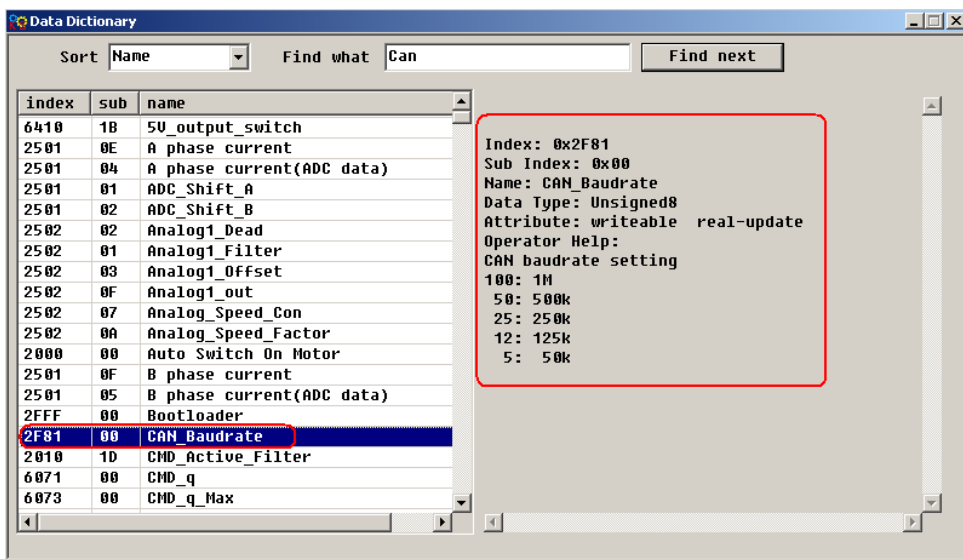 Data Dictionary
Sort Name Find what Can Find next
index sub name
6410 1B 5V_output_switch
2501 0E A phase current
2501 04 A phase current(ADC data)
2501 01 ADC_Shift_A
2501 02 ADC_Shift_B
2502 02 Analog1_Dead
2502 01 Analog1_Filter
2502 03 Analog1_Offset
2502 0F Analog1_out
2502 07 Analog_Speed_Con
2502 0A Analog_Speed_Factor
2000 00 Auto Switch On Motor
2501 0F B phase current
2501 05 B phase current(ADC data)
2FFF 00 Bootloader
2F81 00 CAN_Baudrate
2010 1D CMD_Active_Filter
6071 00 CMD_q
6073 00 CMD_q_Max
Index: 0x2F81
Sub Index: 0x00
Name: CAN_Baudrate
Data Type: Unsigned8
Attribute: writeable real-update
Operator Help:
CAN baudrate setting
100: 1M
50: 500k
25: 250k
12: 125k
5: 50k